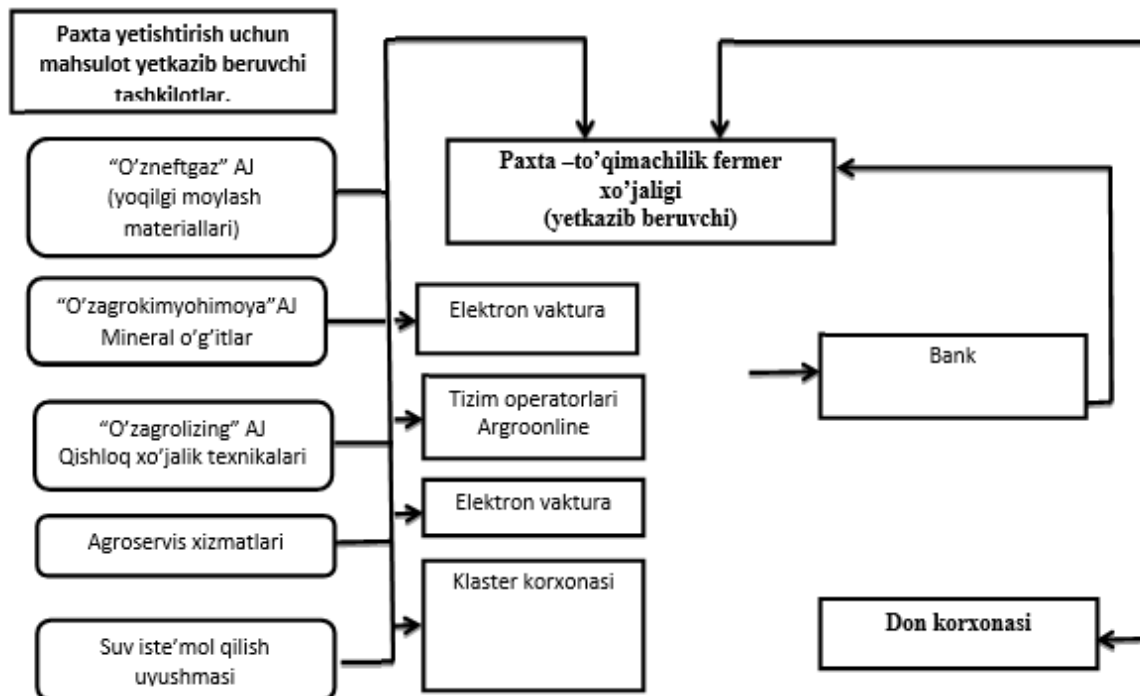 Paxta yetishtirish uchun
mahsulot yetkazib beruvchi
tashkilotlar.
“O’zneftgaz” AJ
(yoqilgi moylash
materiallari)
“O’zagrokimyohimoya”AJ
Mineral o’g’itlar
“O’zagrolizing” AJ
Qishloq xo’jalik texnikalari
Agroservis xizmatlari
Suv iste’mol qilish
uyushmasi
Paxta –to’qimachilik fermer
xo’jaligi
(yetkazib beruvchi)
Elektron vaktura
Tizim operatorlari
Argroonline
Elektron vaktura
Klaster korxonasi
Bank
Don korxonasi